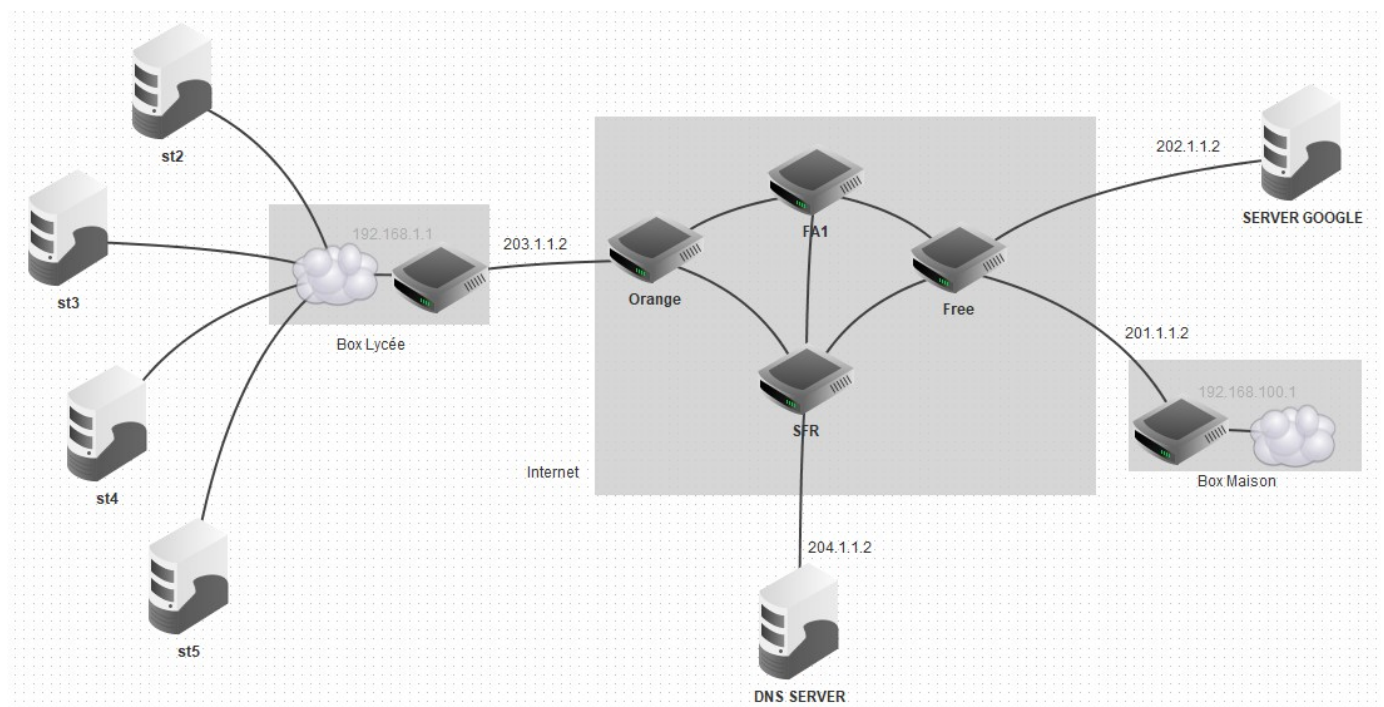 st2
st3
st4
st5
192.168.1.1
Box Lycée
203.1.1.2
Orange
FA1
Free
SFR
Internet
202.1.1.2
SERVER GOOGLE
201.1.1.2
192.168.100.1
Box Maison
204.1.1.2
DNS SERVER